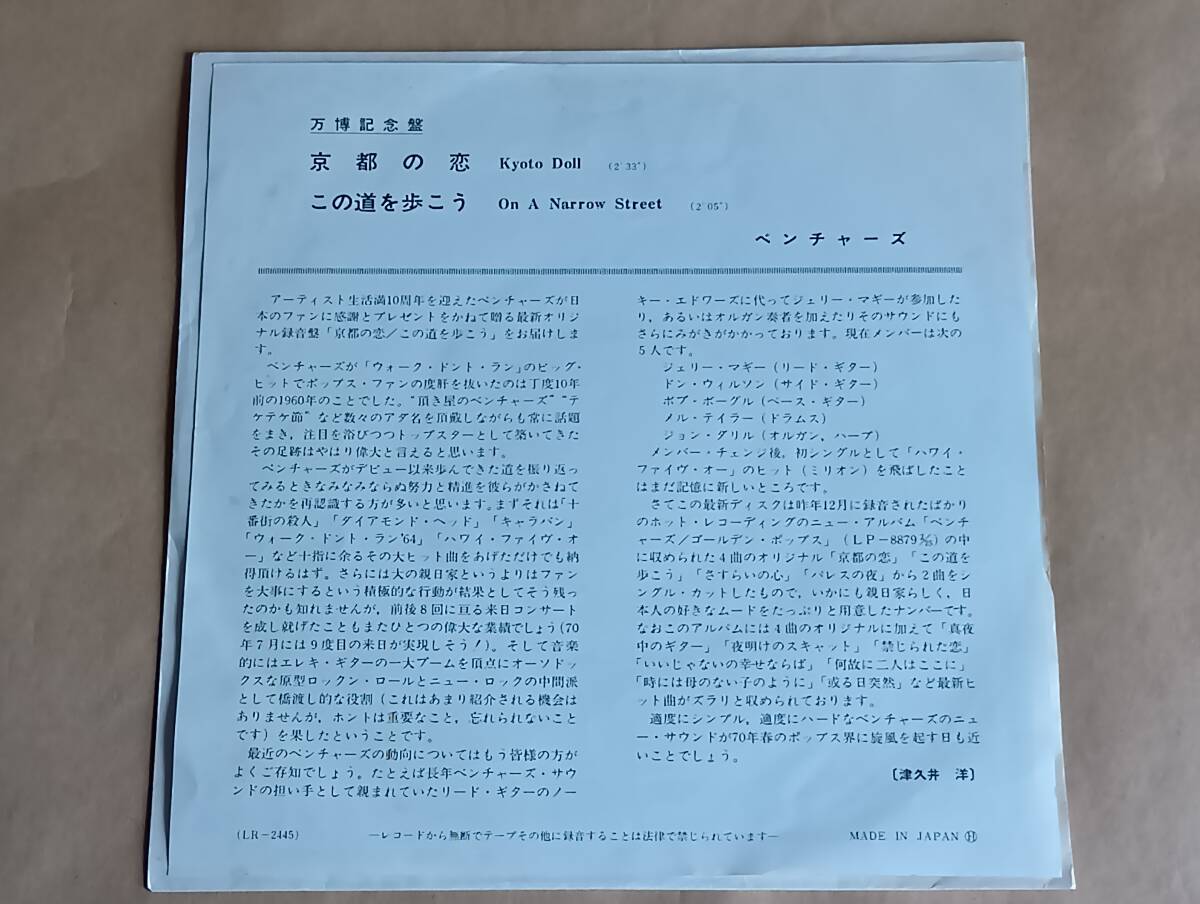 万博記念盤
京都の恋 Kyoto Doll (2'33")
この道を歩こう On A Narrow Street (2'05")
ベンチャーズ
アーティスト生活満10周年を迎えたベンチャーズが日
本のファンに感謝とプレゼントをかねて贈る最新オリジ
ナル録音盤「京都の恋/この道を歩こう」をお届けしま
す。
ベンチャーズが「ウォーク・ドント・ラン」のビッグ・
ヒットでポップス・ファンの度肝を抜いたのは丁度10年
前の1960年のことでした。“頂き屋のベンチャーズ”“テ
ケテケ節”など数々のアダ名を頂戴しながらも常に話題
をまき，注目を浴びつつトップスターとして築いてきた
その足跡はやはり偉大と言えると思います。
ベンチャーズがデビュー以来歩んできた道を振り返っ
てみるときなみなみならぬ努力と精進を彼らがかさねて
きたかを再認識する方が多いと思います。まずそれは「十
番街の殺人」「ダイアモンド・ヘッド」「キャラバン」
「ウォーク・ドント・ラン'64」「ハワイ・ファイヴ・オ
ー」など十指に余るその大ヒット曲をあげただけでも納
得頂けるはず。さらには大の親日家というよりはファン
を大事にするという積極的な行動が結果としてそう残っ
たのかも知れませんが，前後8回に亘る来日コンサート
を成し就げたこともまたひとつの偉大な業績でしょう(70
年7月には9度目の来日が実現しそう!)。そして音楽
的にはエレキ・ギターの一大ブームを頂点にオーソドッ
クスな原型ロックン・ロールとニュー・ロックの中間派
として橋渡し的な役割(これはあまり紹介される機会は
ありませんが，ホントは重要なこと，忘れられないこと
です)を果したということです。
最近のベンチャーズの動向についてはもう皆様の方が
よくご存知でしょう。たとえば長年ベンチャーズ・サウ
ンドの担い手として親まれていたリード・ギターのノー
キー・エドワーズに代ってジェリー・マギーが参加した
り，あるいはオルガン奏者を加えたりそのサウンドにも
さらにみがきがかかっております。現在メンバーは次の
5人です。
ジェリー・マギー(リード・ギター)
ドン・ウィルソン(サイド・ギター)
ボブ・ボーグル(ベース・ギター)
メル・テイラー(ドラムス)
ジョン・ダリル(オルガン，ハープ)
メンバー・チェンジ後，初シングルとして「ハワイ・
ファイヴ・オー」のヒット(ミリオン)を飛ばしたこと
はまだ記憶に新しいところです。
さてこの最新ディスクは昨年12月に録音されたばかり
のホット・レコーディングのニュー・アルバム「ベンチ
ャーズ/ゴールデン・ポップス」(LP-8879)の中
に収められた4曲のオリジナル「京都の恋」「この道を
歩こう」「さすらいの心」「パレスの夜」から2曲をシ
ングル・カットしたもので，いかにも親日家らしく，日
本人の好きなムードをたっぷりと用意したナンバーです。
なおこのアルバムには4曲のオリジナルに加えて「真夜
中のギター」「夜明けのスキャット」「禁じられた恋」
「いいじゃないの幸せならば」「何故に二人はここに」
「時には母のない子のように」「或る日突然」など最新ヒ
ット曲がズラリと収められております。
適度にシンプル，適度にハードなベンチャーズのニュ
ー・サウンドが70年春のポップス界に旋風を起す日も近
いことでしょう。
〔津久井 洋〕
(LR-2445) —レコードから無断でテープその他に録音することは法律で禁じられています— MADE IN JAPAN Ⓗ